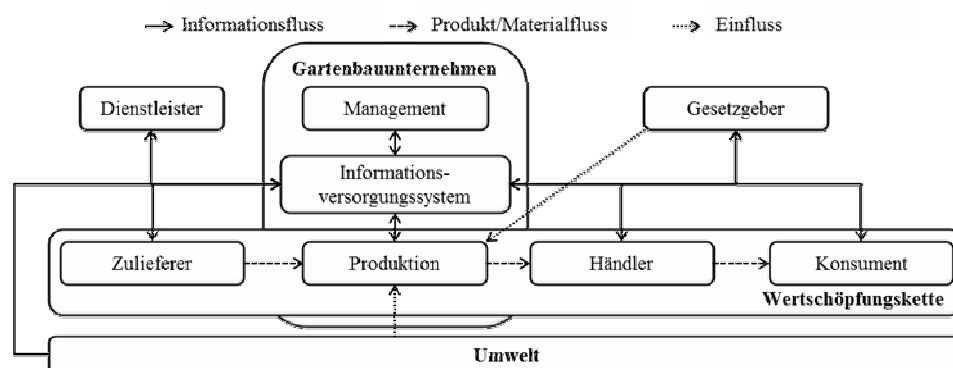 Informationsfluss Produkt/Materialfluss Einfluss
Gartenbauunternehmen
Dienstleister Management Gesetzgeber
Informations-
versorgungssystem
Zulieferer Produktion Händler Konsument
Wertschöpfungskette
Umwelt